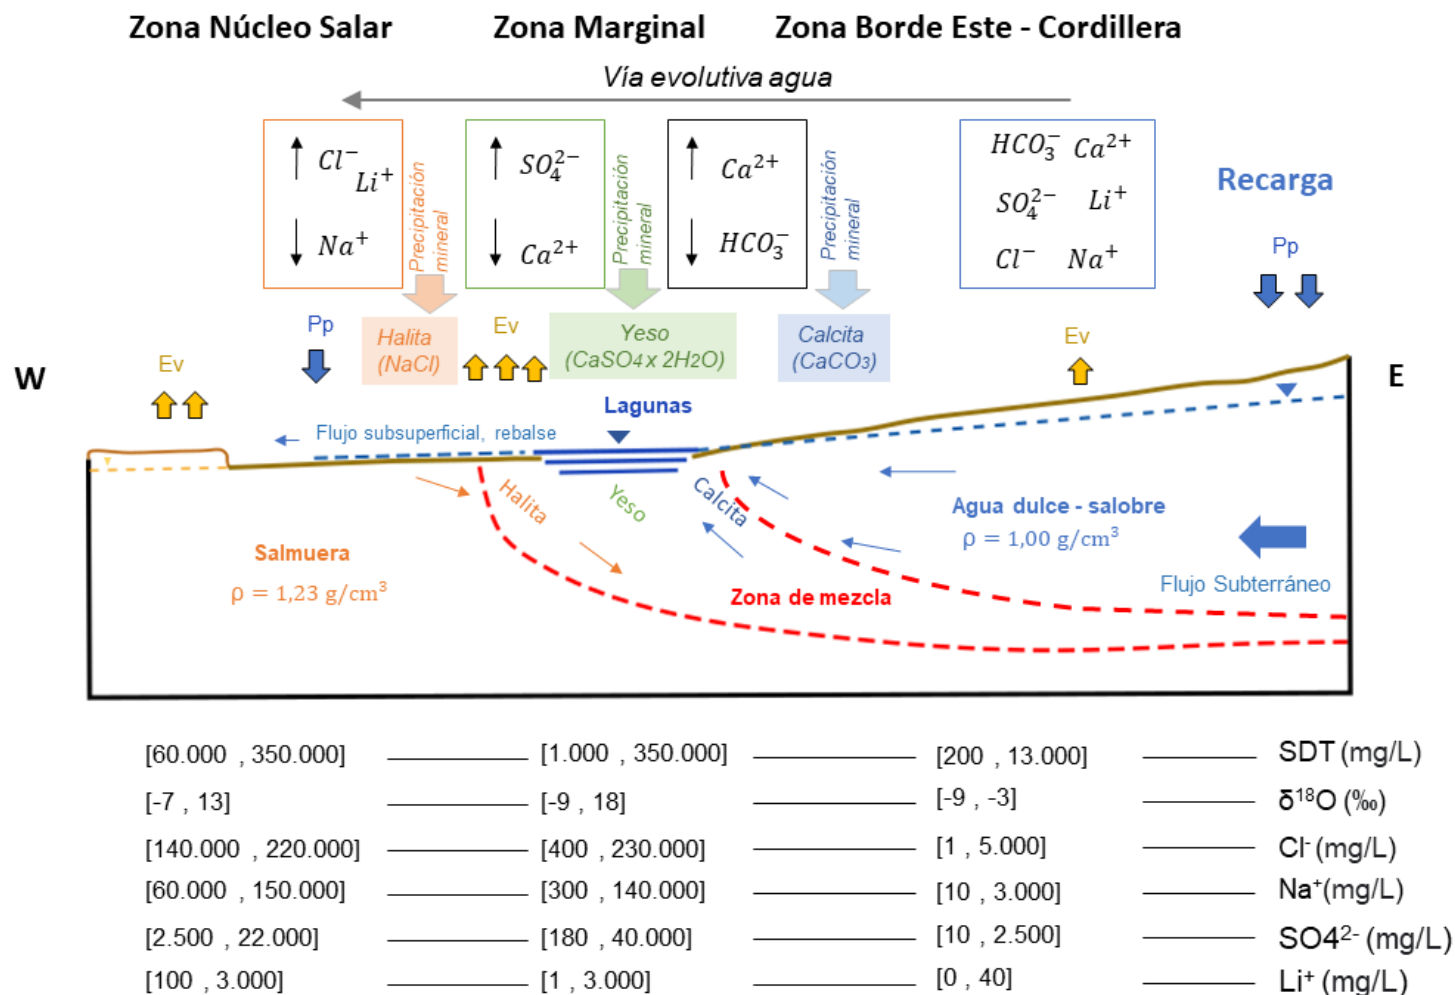 Zona Núcleo Salar
Zona Marginal
Zona Borde Este - Cordillera
Vía evolutiva agua
Cl⁻
Li⁺
Na⁺
Precipitación
mineral
SO₄²⁻
Ca²⁺
Precipitación
mineral
Ca²⁺
HCO₃⁻
Precipitación
mineral
HCO₃⁻ Ca²⁺
SO₄²⁻ Li⁺
Cl⁻ Na⁺
Recarga
Pp
Pp
Halita
(NaCl)
Ev
Yeso
(CaSO4 x 2H2O)
Calcita
(CaCO3)
Ev
Ev
W
E
Lagunas
Flujo subsuperficial, rebalse
Halita
Yeso
Calcita
Agua dulce - salobre
ρ = 1,00 g/cm³
Salmuera
ρ = 1,23 g/cm³
Zona de mezcla
Flujo Subterráneo
[60.000 , 350.000] [1.000 , 350.000] [200 , 13.000] SDT (mg/L)
[-7 , 13] [-9 , 18] [-9 , -3] δ¹⁸O (‰)
[140.000 , 220.000] [400 , 230.000] [1 , 5.000] Cl⁻ (mg/L)
[60.000 , 150.000] [300 , 140.000] [10 , 3.000] Na⁺(mg/L)
[2.500 , 22.000] [180 , 40.000] [10 , 2.500] SO4²⁻ (mg/L)
[100 , 3.000] [1 , 3.000] [0 , 40] Li⁺ (mg/L)